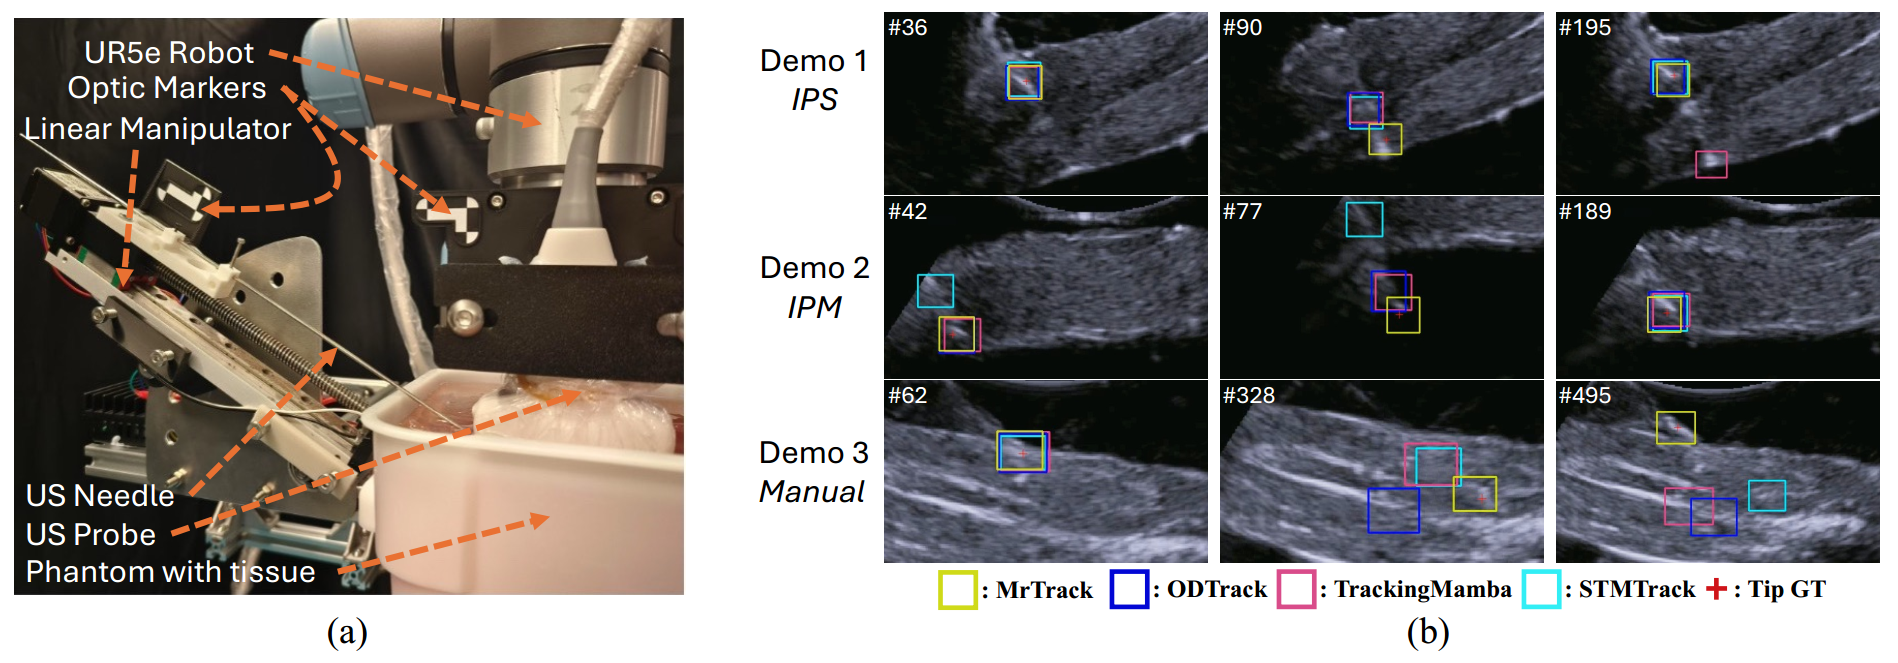 UR5e Robot
Optic Markers
Linear Manipulator
US Needle
US Probe
Phantom with tissue
(a)
Demo 1
IPS
#36
#90
#195
Demo 2
IPM
#42
#77
#189
Demo 3
Manual
#62
#328
#495
: MrTrack : ODTrack : TrackingMamba : STMTrack : Tip GT
(b)